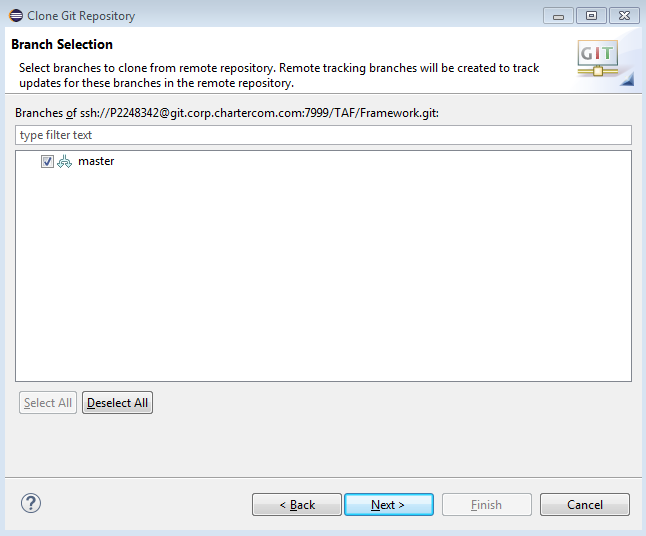 Clone Git Repository
Branch Selection
Select branches to clone from remote repository. Remote tracking branches will be created to track
updates for these branches in the remote repository.
GIT
Branches of ssh://P2248342@git.corp.chartercom.com:7999/TAF/Framework.git:
type filter text
master
Select All
Deselect All
?
< Back
Next >
Finish
Cancel